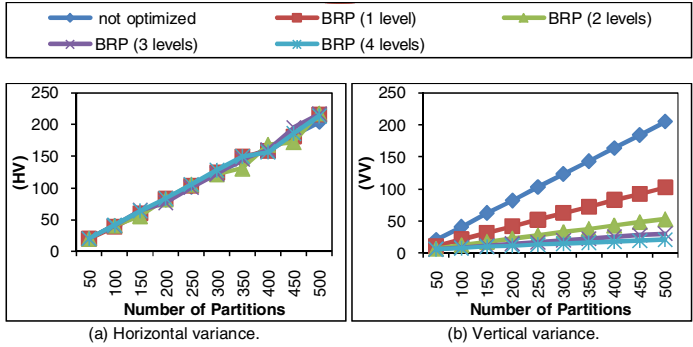 not optimized BRP (1 level) BRP (2 levels)
BRP (3 levels) BRP (4 levels)
250
200
150
100
50
0
(HV)
50 100 150 200 250 300 350 400 450 500
Number of Partitions
(a) Horizontal variance.
250
200
150
100
50
0
(VV)
50 100 150 200 250 300 350 400 450 500
Number of Partitions
(b) Vertical variance.